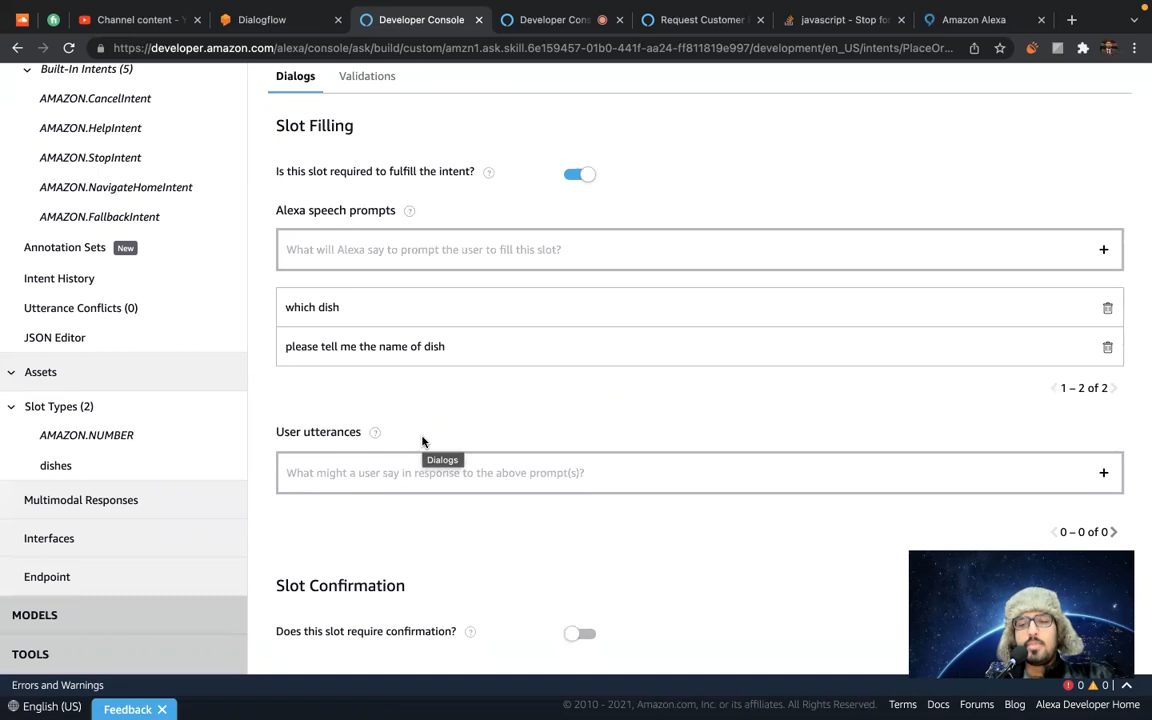 Channel content - Y
Dialogflow
Developer Console
Developer Cons
Request Customer
javascript - Stop for
Amazon Alexa
https://developer.amazon.com/alexa/console/ask/build/custom/amzn1.ask.skill.6e159457-01b0-441f-aa24-ff811819e997/development/en_US/intents/PlaceOr...
Built-In Intents (5)
AMAZON.CancelIntent
AMAZON.HelpIntent
AMAZON.StopIntent
AMAZON.NavigateHomeIntent
AMAZON.FallbackIntent
Annotation Sets New
Intent History
Utterance Conflicts (0)
JSON Editor
Assets
Slot Types (2)
AMAZON.NUMBER
dishes
Multimodal Responses
Interfaces
Endpoint
MODELS
TOOLS
Dialogs Validations
Slot Filling
Is this slot required to fulfill the intent? ?
Alexa speech prompts ?
What will Alexa say to prompt the user to fill this slot? +
which dish
please tell me the name of dish
1 – 2 of 2
User utterances ?
Dialogs
What might a user say in response to the above prompt(s)? +
0 – 0 of 0
Slot Confirmation
Does this slot require confirmation? ?
Errors and Warnings
0 0
English (US)
Feedback
© 2010 - 2021, Amazon.com, Inc. or its affiliates. All Rights Reserved.
Terms Docs Forums Blog Alexa Developer Home